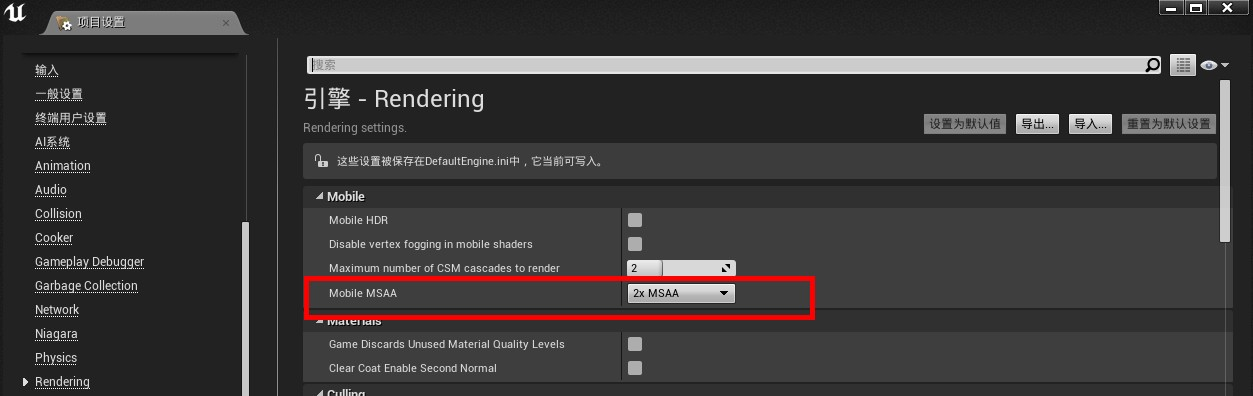 项目设置
输入
一般设置
终端用户设置
AI系统
Animation
Audio
Collision
Cooker
Gameplay Debugger
Garbage Collection
Network
Niagara
Physics
Rendering
搜索
引擎 - Rendering
Rendering settings.
设置为默认值 导出... 导入... 重置为默认设置
这些设置被保存在DefaultEngine.ini中，它当前可写入。
Mobile
Mobile HDR
Disable vertex fogging in mobile shaders
Maximum number of CSM cascades to render 2
Mobile MSAA 2x MSAA
Materials
Game Discards Unused Material Quality Levels
Clear Coat Enable Second Normal
Culling